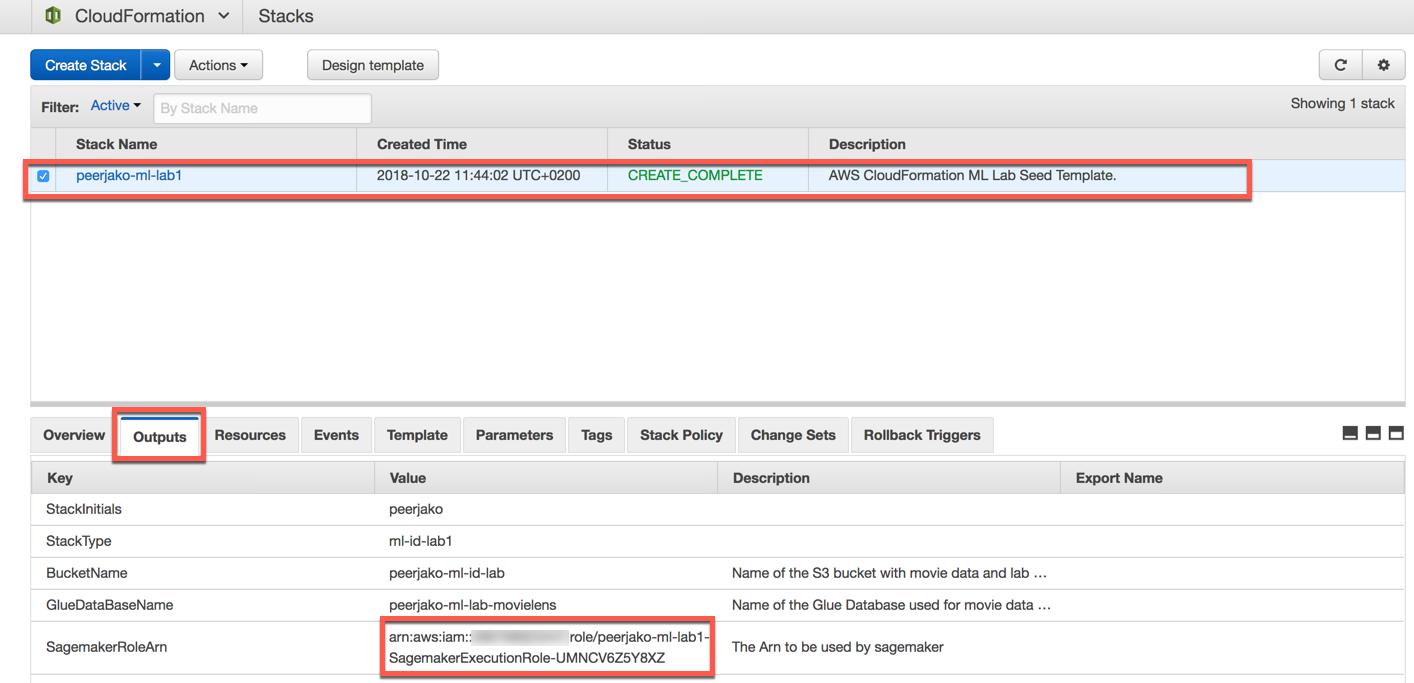 CloudFormation Stacks
Create Stack Actions Design template
Filter: Active By Stack Name Showing 1 stack
Stack Name Created Time Status Description
peerjako-ml-lab1 2018-10-22 11:44:02 UTC+0200 CREATE_COMPLETE AWS CloudFormation ML Lab Seed Template.
Overview Outputs Resources Events Template Parameters Tags Stack Policy Change Sets Rollback Triggers
Key Value Description Export Name
StackInitials peerjako
StackType ml-id-lab1
BucketName peerjako-ml-id-lab Name of the S3 bucket with movie data and lab …
GlueDataBaseName peerjako-ml-lab-movielens Name of the Glue Database used for movie data …
arn:aws:iam:: role/peerjako-ml-lab1-
SagemakerRoleArn SagemakerExecutionRole-UMNCV6Z5Y8XZ The Arn to be used by sagemaker